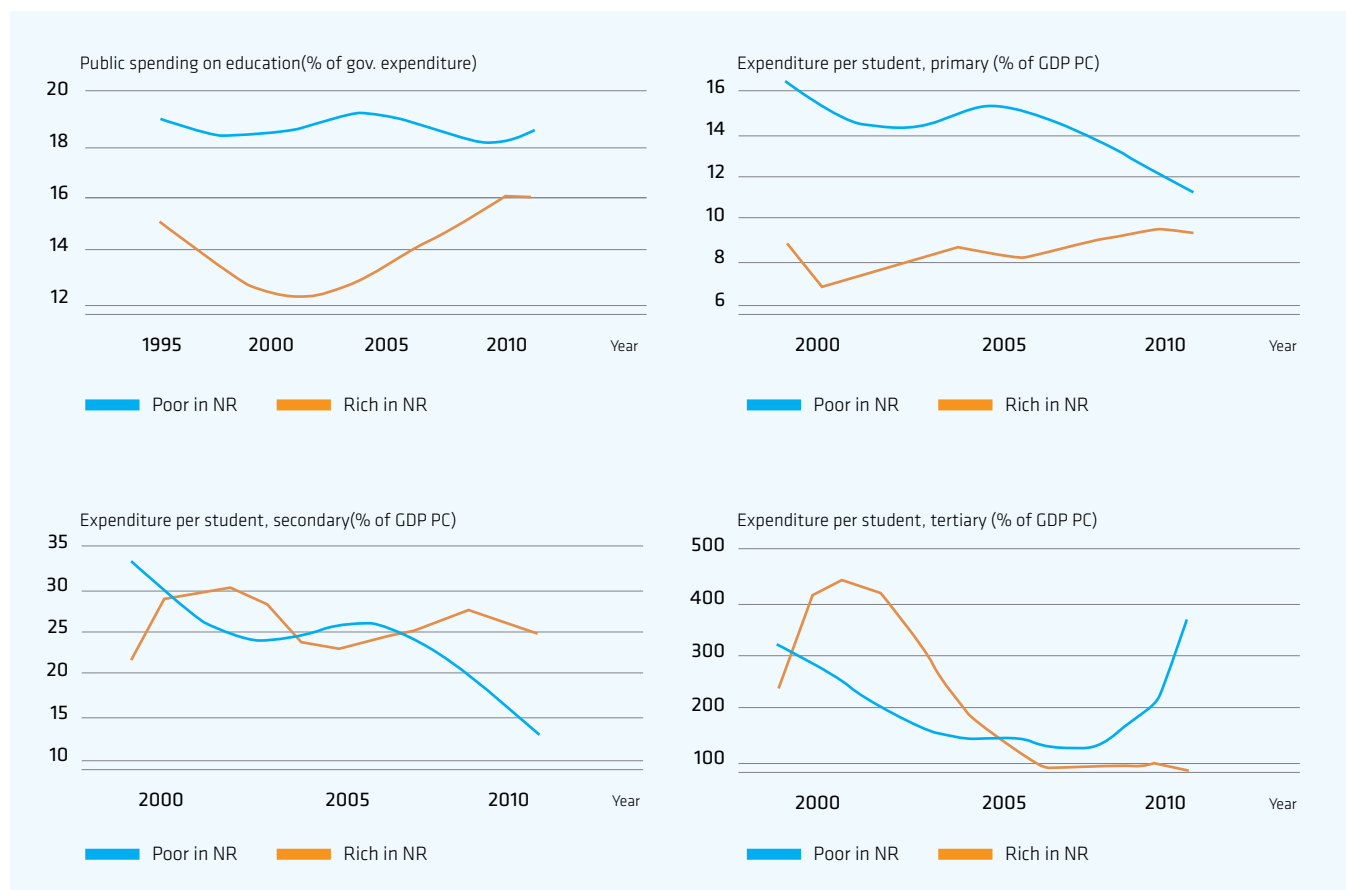 Public spending on education(% of gov. expenditure)
20
18
16
14
12
1995 2000 2005 2010 Year
Poor in NR Rich in NR
Expenditure per student, primary (% of GDP PC)
16
14
12
10
8
6
2000 2005 2010 Year
Poor in NR Rich in NR
Expenditure per student, secondary(% of GDP PC)
35
30
25
20
15
10
2000 2005 2010 Year
Poor in NR Rich in NR
Expenditure per student, tertiary (% of GDP PC)
500
400
300
200
100
2000 2005 2010 Year
Poor in NR Rich in NR